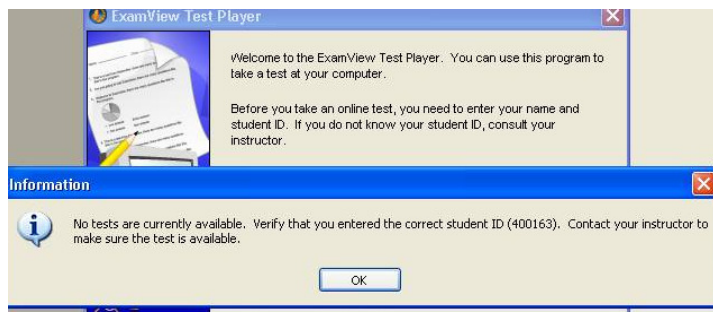 ExamView Test Player
Welcome to the ExamView Test Player. You can use this program to
take a test at your computer.
Before you take an online test, you need to enter your name and
student ID. If you do not know your student ID, consult your
instructor.
Information
No tests are currently available. Verify that you entered the correct student ID (400163). Contact your instructor to
make sure the test is available.
OK